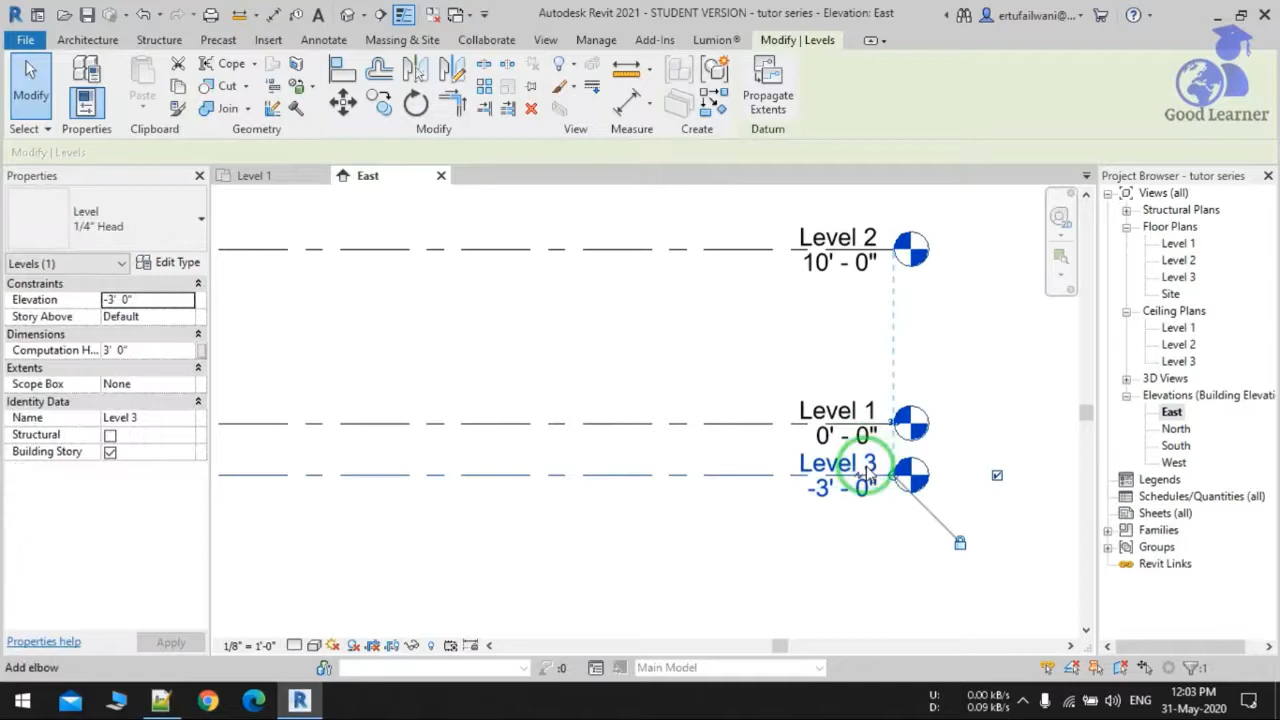 Autodesk Revit 2021 - STUDENT VERSION - tutor series - Elevation: East
ertufailwani@...
File Architecture Structure Precast Insert Annotate Massing & Site Collaborate View Manage Add-Ins Lumion® Modify | Levels
Modify
Paste
Cope
Cut
Join
Propagate
Extents
Good Learner
Select Properties Clipboard Geometry Modify View Measure Create Datum
Modify | Levels
Properties
Level 1
East
Project Browser - tutor series
Level
1/4" Head
Levels (1)
Edit Type
Constraints
Elevation -3' 0"
Story Above Default
Dimensions
Computation H... 3' 0"
Extents
Scope Box None
Identity Data
Name Level 3
Structural
Building Story
Properties help
Apply
Level 2
10' - 0"
Level 1
0' - 0"
Level 3
-3' - 0"
2D
Views (all)
Structural Plans
Floor Plans
Level 1
Level 2
Level 3
Site
Ceiling Plans
Level 1
Level 2
Level 3
3D Views
Elevations (Building Elevati
East
North
South
West
Legends
Schedules/Quantities (all)
Sheets (all)
Families
Groups
Revit Links
1/8" = 1'-0"
Add elbow
:0
Main Model
:1
U: 0.00 kB/s
D: 0.09 kB/s
ENG
12:03 PM
31-May-2020